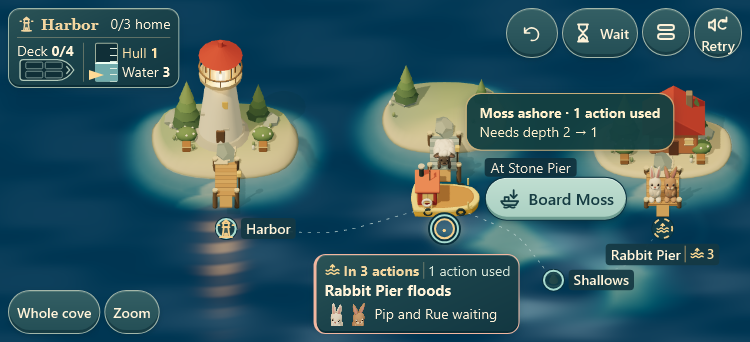 Harbor 0/3 home
Deck 0/4
Hull 1
Water 3
Wait
Retry
Moss ashore · 1 action used
Needs depth 2 → 1
At Stone Pier
Board Moss
Harbor
Rabbit Pier 3
Shallows
In 3 actions 1 action used
Rabbit Pier floods
Pip and Rue waiting
Whole cove
Zoom